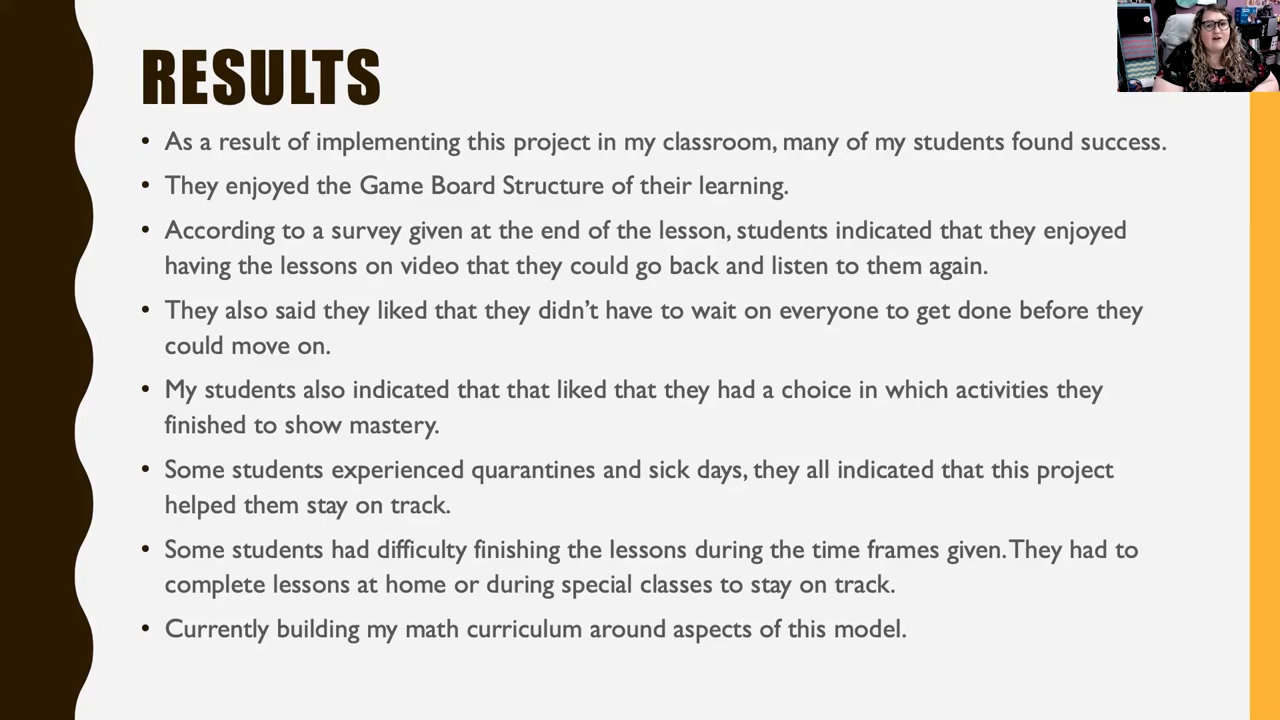 RESULTS
• As a result of implementing this project in my classroom, many of my students found success.
• They enjoyed the Game Board Structure of their learning.
• According to a survey given at the end of the lesson, students indicated that they enjoyed
having the lessons on video that they could go back and listen to them again.
• They also said they liked that they didn’t have to wait on everyone to get done before they
could move on.
• My students also indicated that that liked that they had a choice in which activities they
finished to show mastery.
• Some students experienced quarantines and sick days, they all indicated that this project
helped them stay on track.
• Some students had difficulty finishing the lessons during the time frames given. They had to
complete lessons at home or during special classes to stay on track.
• Currently building my math curriculum around aspects of this model.